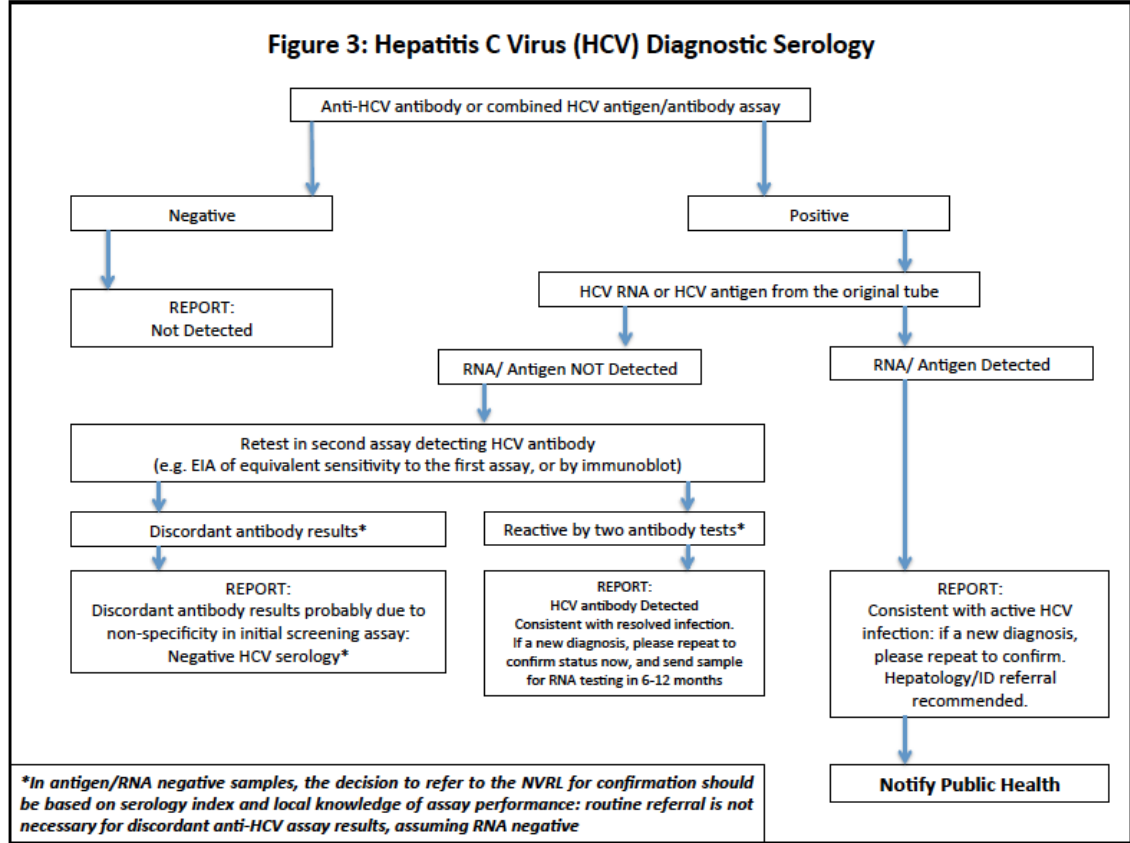 Figure 3: Hepatitis C Virus (HCV) Diagnostic Serology
Anti-HCV antibody or combined HCV antigen/antibody assay
Negative
Positive
REPORT:
Not Detected
HCV RNA or HCV antigen from the original tube
RNA/ Antigen NOT Detected
RNA/ Antigen Detected
Retest in second assay detecting HCV antibody
(e.g. EIA of equivalent sensitivity to the first assay, or by immunoblot)
Discordant antibody results*
Reactive by two antibody tests*
REPORT:
Discordant antibody results probably due to
non-specificity in initial screening assay:
Negative HCV serology*
REPORT:
HCV antibody Detected
Consistent with resolved infection.
If a new diagnosis, please repeat to
confirm status now, and send sample
for RNA testing in 6-12 months
REPORT:
Consistent with active HCV
infection: if a new diagnosis,
please repeat to confirm.
Hepatology/ID referral
recommended.
Notify Public Health
*In antigen/RNA negative samples, the decision to refer to the NVRL for confirmation should
be based on serology index and local knowledge of assay performance: routine referral is not
necessary for discordant anti-HCV assay results, assuming RNA negative